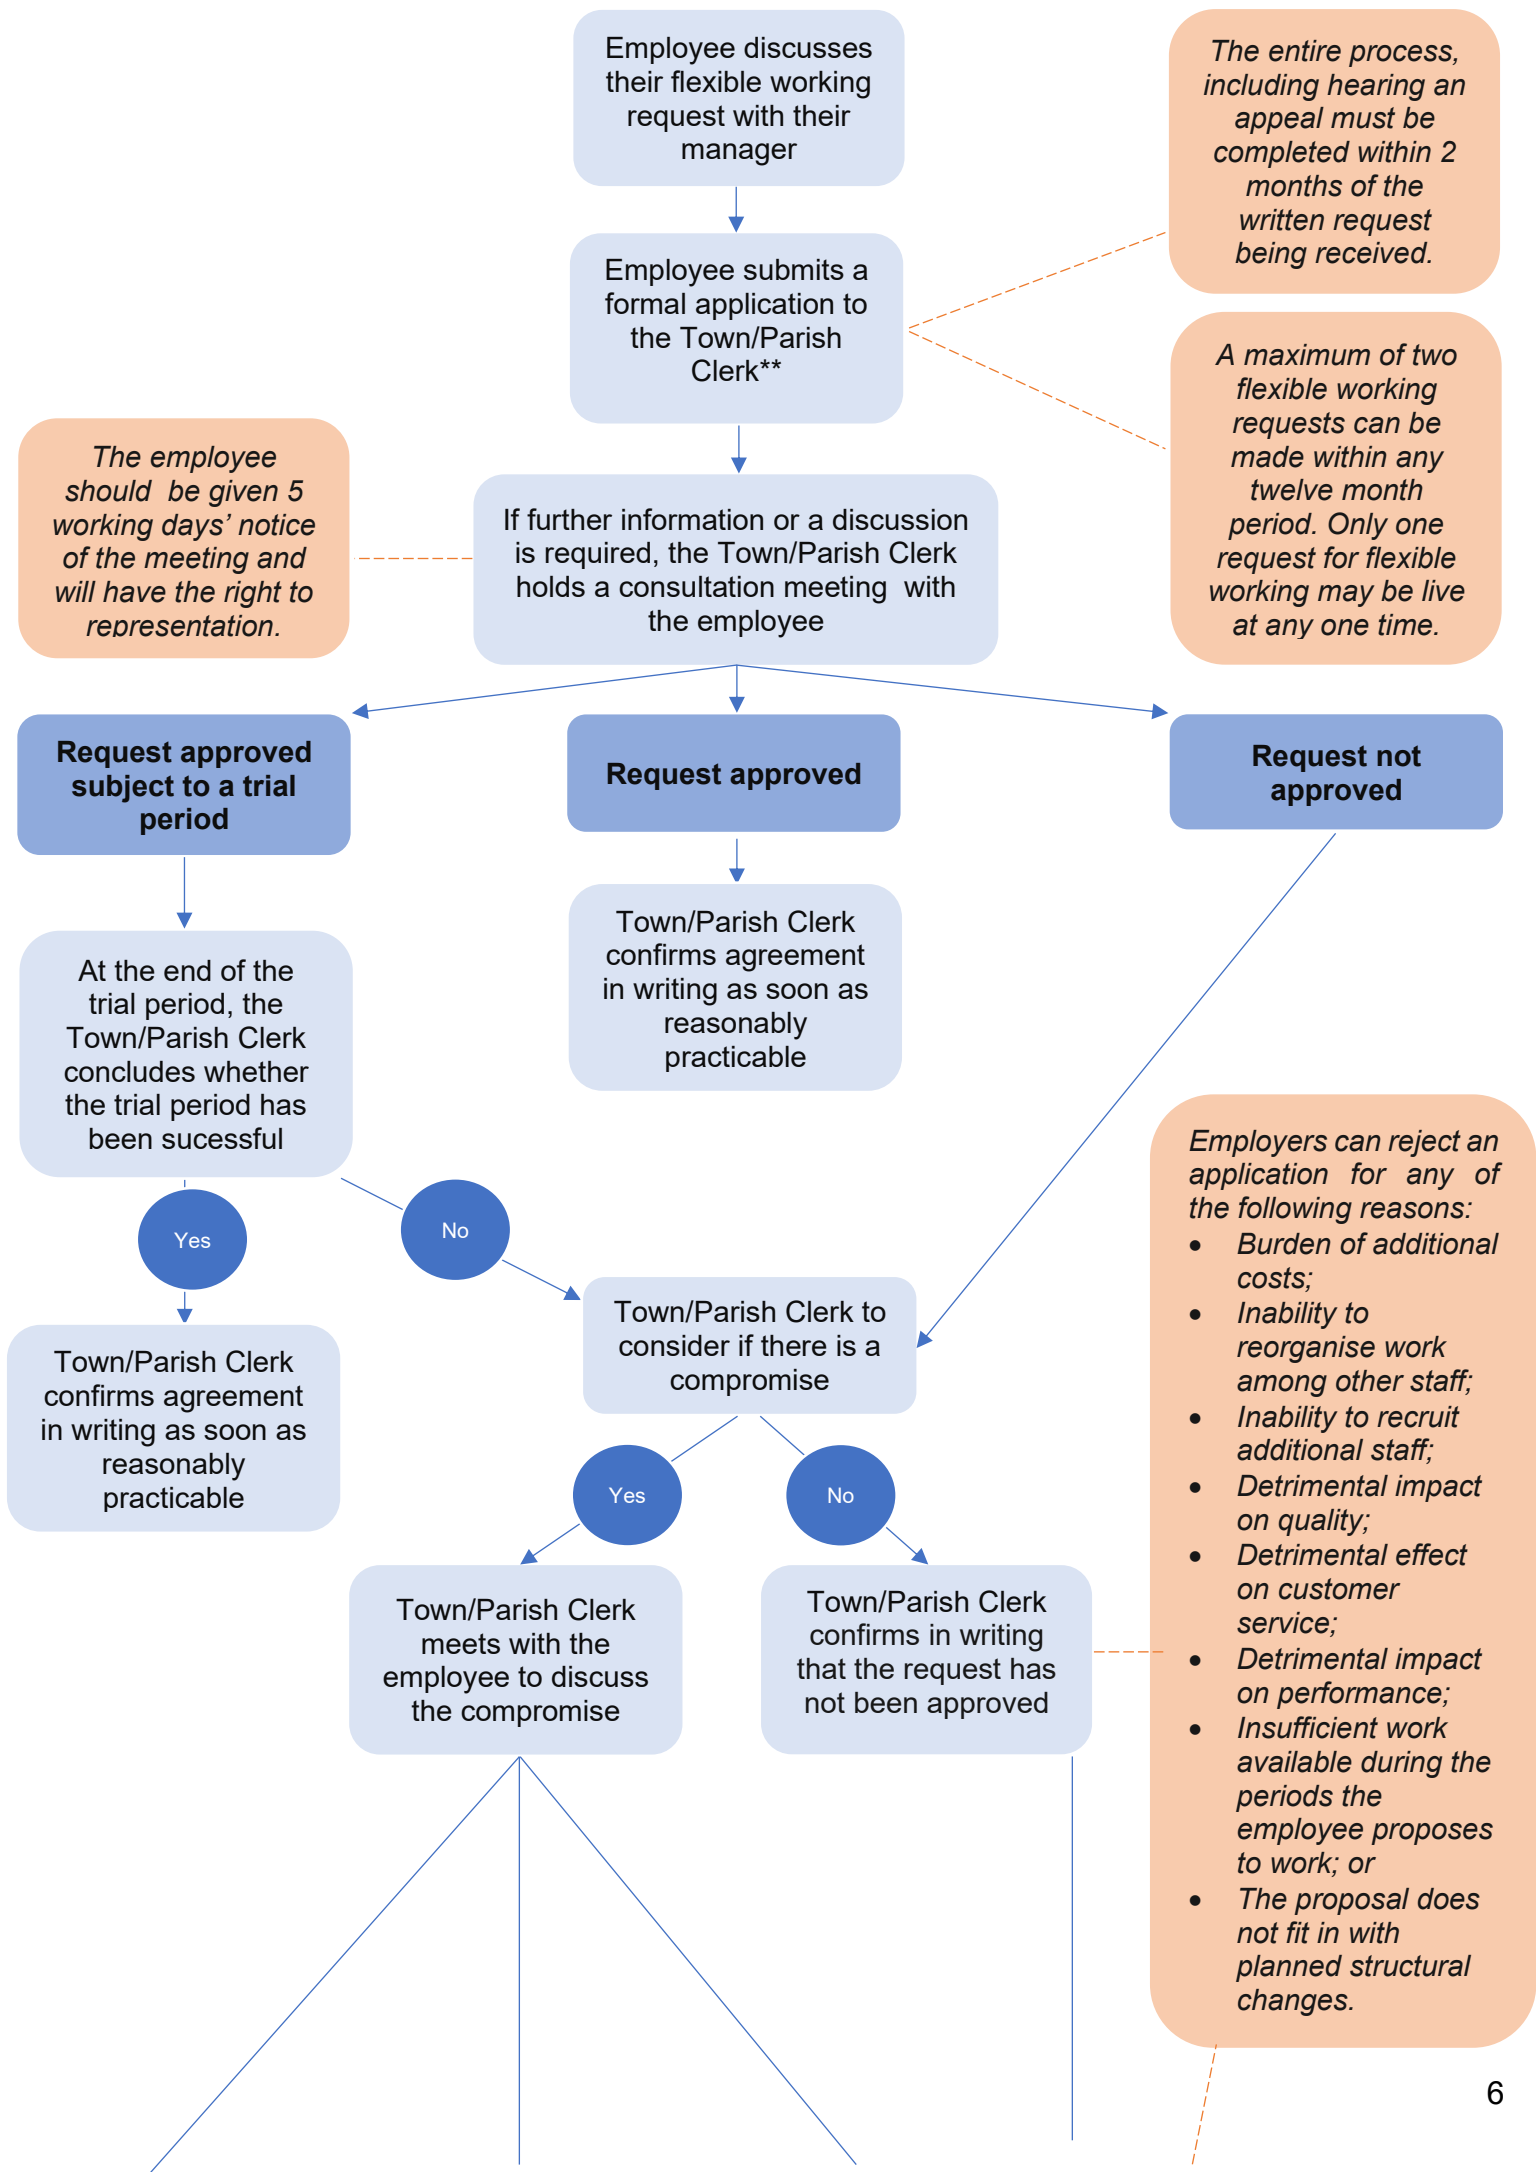 Employee discusses
their flexible working
request with their
manager
The entire process,
including hearing an
appeal must be
completed within 2
months of the
written request
being received.
Employee submits a
formal application to
the Town/Parish
Clerk**
A maximum of two
flexible working
requests can be
made within any
twelve month
period. Only one
request for flexible
working may be live
at any one time.
The employee
should be given 5
working days’ notice
of the meeting and
will have the right to
representation.
If further information or a discussion
is required, the Town/Parish Clerk
holds a consultation meeting with
the employee
Request approved
subject to a trial
period
Request approved
Request not
approved
At the end of the
trial period, the
Town/Parish Clerk
concludes whether
the trial period has
been sucessful
Town/Parish Clerk
confirms agreement
in writing as soon as
reasonably
practicable
Yes
No
Town/Parish Clerk
confirms agreement
in writing as soon as
reasonably
practicable
Town/Parish Clerk to
consider if there is a
compromise
Yes
No
Town/Parish Clerk
meets with the
employee to discuss
the compromise
Town/Parish Clerk
confirms in writing
that the request has
not been approved
Employers can reject an
application for any of
the following reasons:
• Burden of additional
costs;
• Inability to
reorganise work
among other staff;
• Inability to recruit
additional staff;
• Detrimental impact
on quality;
• Detrimental effect
on customer
service;
• Detrimental impact
on performance;
• Insufficient work
available during the
periods the
employee proposes
to work; or
• The proposal does
not fit in with
planned structural
changes.
6